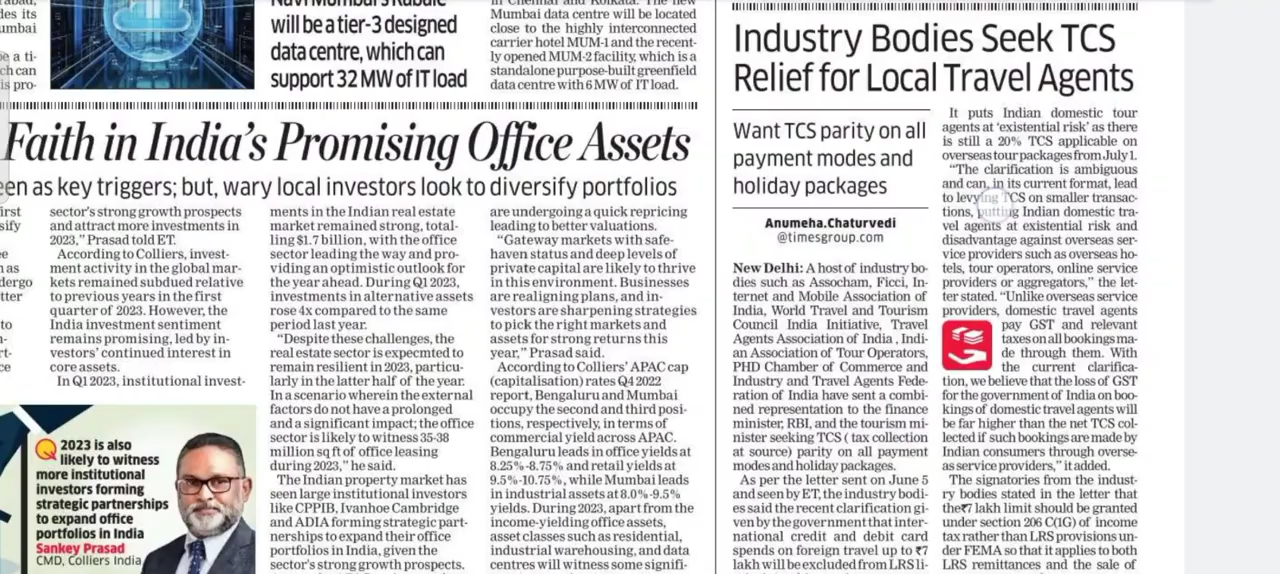 des its
umbai
be a ti-
ch can
is pro-
Navi Mumbai's Rabale
will be a tier-3 designed
data centre, which can
support 32 MW of IT load
in Chennai and Kolkata. The new
Mumbai data centre will be located
close to the highly interconnected
carrier hotel MUM-1 and the recent-
ly opened MUM-2 facility, which is a
standalone purpose-built greenfield
data centre with 6 MW of IT load.
Faith in India's Promising Office Assets
en as key triggers; but, wary local investors look to diversify portfolios
irst
sify
ee
n as
dergo
tter
to
n-
rt-
ce
sector's strong growth prospects
and attract more investments in
2023," Prasad told ET.
According to Colliers, invest-
ment activity in the global mar-
kets remained subdued relative
to previous years in the first
quarter of 2023. However, the
India investment sentiment
remains promising, led by in-
vestors' continued interest in
core assets.
In Q1 2023, institutional invest-
2023 is also
likely to witness
more institutional
investors forming
strategic partnerships
to expand office
portfolios in India
Sankey Prasad
CMD, Colliers India
ments in the Indian real estate
market remained strong, total-
ling $1.7 billion, with the office
sector leading the way and pro-
viding an optimistic outlook for
the year ahead. During Q1 2023,
investments in alternative assets
rose 4x compared to the same
period last year.
"Despite these challenges, the
real estate sector is expecmted to
remain resilient in 2023, particu-
larly in the latter half of the year.
In a scenario wherein the external
factors do not have a prolonged
and a significant impact; the office
sector is likely to witness 35-38
million sq ft of office leasing
during 2023," he said.
The Indian property market has
seen large institutional investors
like CPPIB, Ivanhoe Cambridge
and ADIA forming strategic part-
nerships to expand their office
portfolios in India, given the
sector's strong growth prospects.
are undergoing a quick repricing
leading to better valuations.
"Gateway markets with safe-
haven status and deep levels of
private capital are likely to thrive
in this environment. Businesses
are realigning plans, and in-
vestors are sharpening strategies
to pick the right markets and
assets for strong returns this
year," Prasad said.
According to Colliers' APAC cap
(capitalisation) rates Q4 2022
report, Bengaluru and Mumbai
occupy the second and third posi-
tions, respectively, in terms of
commercial yield across APAC.
Bengaluru leads in office yields at
8.25%-8.75% and retail yields at
9.5%-10.75%, while Mumbai leads
in industrial assets at 8.0%-9.5%
yields. During 2023, apart from the
income-yielding office assets,
asset classes such as residential,
industrial warehousing, and data
centres will witness some signifi-
Industry Bodies Seek TCS
Relief for Local Travel Agents
Want TCS parity on all
payment modes and
holiday packages
Anumeha.Chaturvedi
@timesgroup.com
New Delhi: A host of industry bo-
dies such as Assocham, Ficci, In-
ternet and Mobile Association of
India, World Travel and Tourism
Council India Initiative, Travel
Agents Association of India , Indi-
an Association of Tour Operators,
PHD Chamber of Commerce and
Industry and Travel Agents Fede-
ration of India have sent a combi-
ned representation to the finance
minister, RBI, and the tourism mi-
nister seeking TCS ( tax collection
at source) parity on all payment
modes and holiday packages.
As per the letter sent on June 5
and seen by ET, the industry bodi-
es said the recent clarification gi-
ven by the government that inter-
national credit and debit card
spends on foreign travel up to ₹7
lakh will be excluded from LRS li-
It puts Indian domestic tour
agents at 'existential risk' as there
is still a 20% TCS applicable on
overseas tour packages from July 1.
"The clarification is ambiguous
and can, in its current format, lead
to levying TCS on smaller transac-
tions, putting Indian domestic tra-
vel agents at existential risk and
disadvantage against overseas ser-
vice providers such as overseas ho-
tels, tour operators, online service
providers or aggregators," the let-
ter stated. "Unlike overseas service
providers, domestic travel agents
pay GST and relevant
taxes on all bookings ma-
de through them. With
the current clarifica-
tion, we believe that the loss of GST
for the government of India on boo-
kings of domestic travel agents will
be far higher than the net TCS col-
lected if such bookings are made by
Indian consumers through overse-
as service providers," it added.
The signatories from the indust-
ry bodies stated in the letter that
the₹7 lakh limit should be granted
under section 206 C(1G) of income
tax rather than LRS provisions un-
der FEMA so that it applies to both
LRS remittances and the sale of